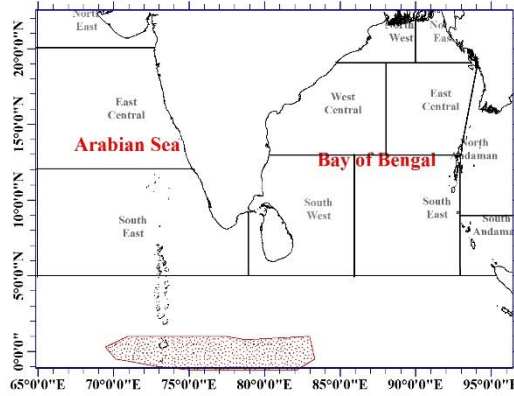 North
East
North
West
No
Eas
20°0'0"N
East
Central
West
Central
East
Central
15°0'0"N
Arabian Sea
Bay of Bengal
North
Andaman
10°0'0"N
South
East
South
West
South
East
South
Andama
5°0'0"N
0°0'0"
65°0'0"E 70°0'0"E 75°0'0"E 80°0'0"E 85°0'0"E 90°0'0"E 95°0'0"E